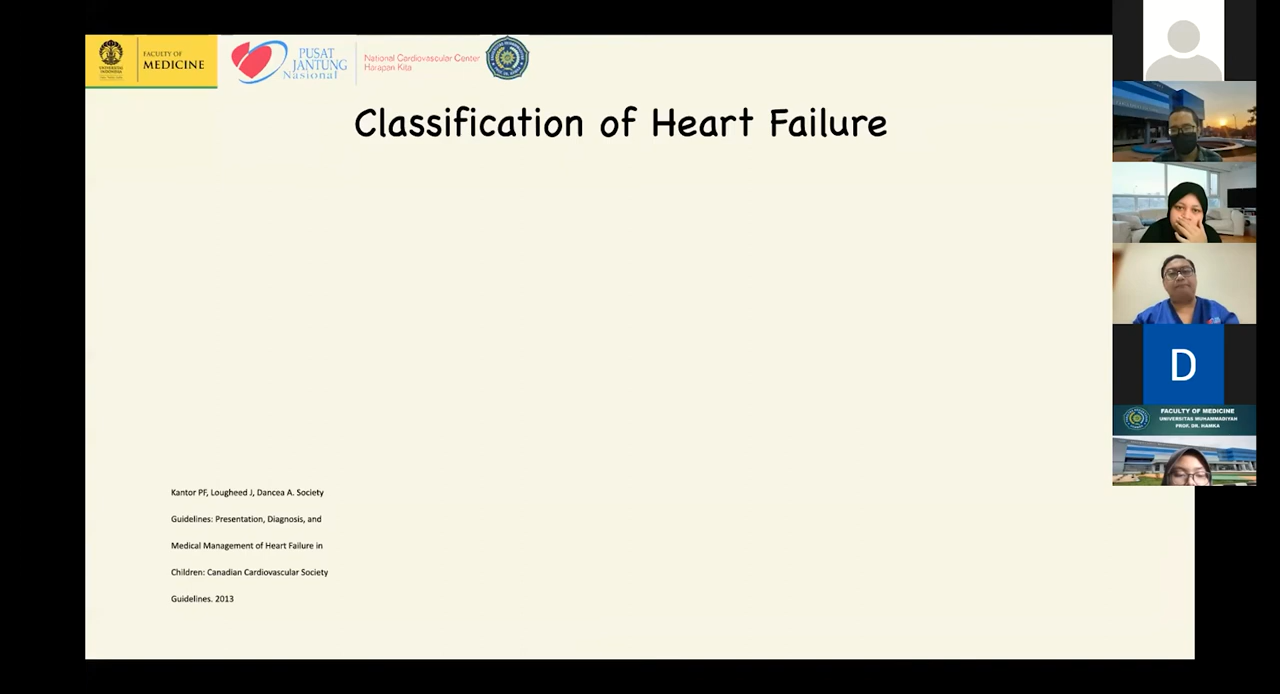 FACULTY OF
MEDICINE
PUSAT
JANTUNG
Nasional
National Cardiovascular Center
Harapan Kita
Classification of Heart Failure
Kantor PF, Lougheed J, Dancea A. Society
Guidelines: Presentation, Diagnosis, and
Medical Management of Heart Failure in
Children: Canadian Cardiovascular Society
Guidelines. 2013
D
FACULTY OF MEDICINE
UNIVERSITAS MUHAMMADIYAH
PROF. DR. HAMKA